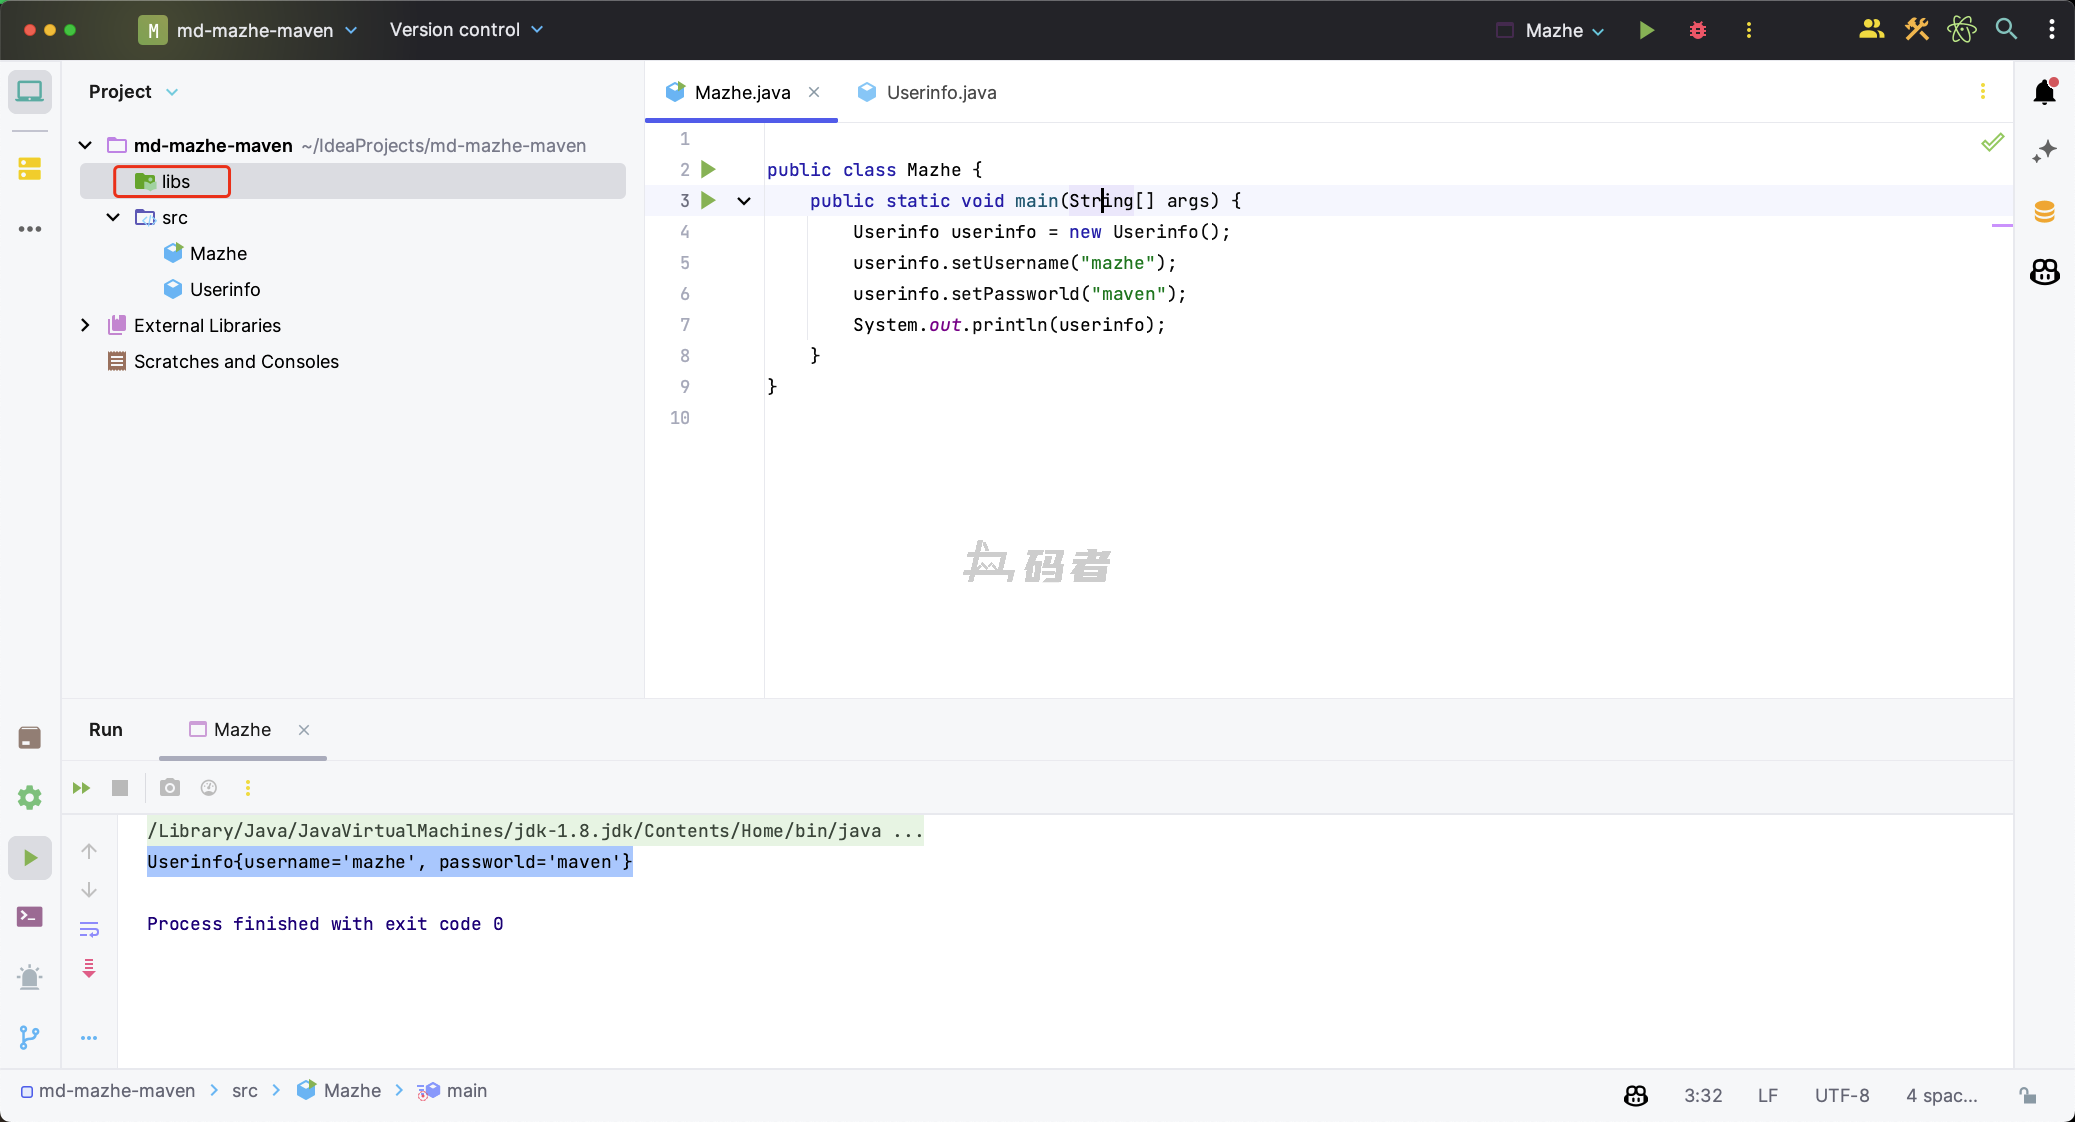 M md-mazhe-maven Version control Mazhe
Project
md-mazhe-maven ~/IdeaProjects/md-mazhe-maven
libs
src
Mazhe
Userinfo
External Libraries
Scratches and Consoles
Mazhe.java Userinfo.java
1
2 public class Mazhe {
3 public static void main(String[] args) {
4 Userinfo userinfo = new Userinfo();
5 userinfo.setUsername("mazhe");
6 userinfo.setPassworld("maven");
7 System.out.println(userinfo);
8 }
9 }
10
码者
Run Mazhe
/Library/Java/JavaVirtualMachines/jdk-1.8.jdk/Contents/Home/bin/java ...
Userinfo{username='mazhe', passworld='maven'}
Process finished with exit code 0
md-mazhe-maven src Mazhe main 3:32 LF UTF-8 4 spac...